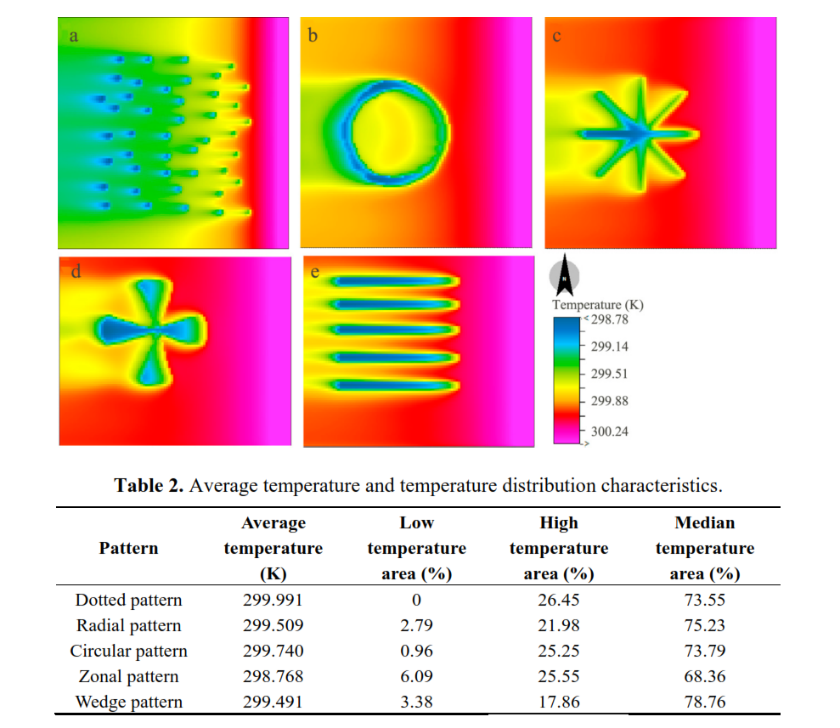 a
b
c
d
e
Temperature (K)
< 298.78
299.14
299.51
299.88
300.24
>
Table 2. Average temperature and temperature distribution characteristics.
Pattern
Average temperature (K)
Low temperature area (%)
High temperature area (%)
Median temperature area (%)
Dotted pattern 299.991 0 26.45 73.55
Radial pattern 299.509 2.79 21.98 75.23
Circular pattern 299.740 0.96 25.25 73.79
Zonal pattern 298.768 6.09 25.55 68.36
Wedge pattern 299.491 3.38 17.86 78.76